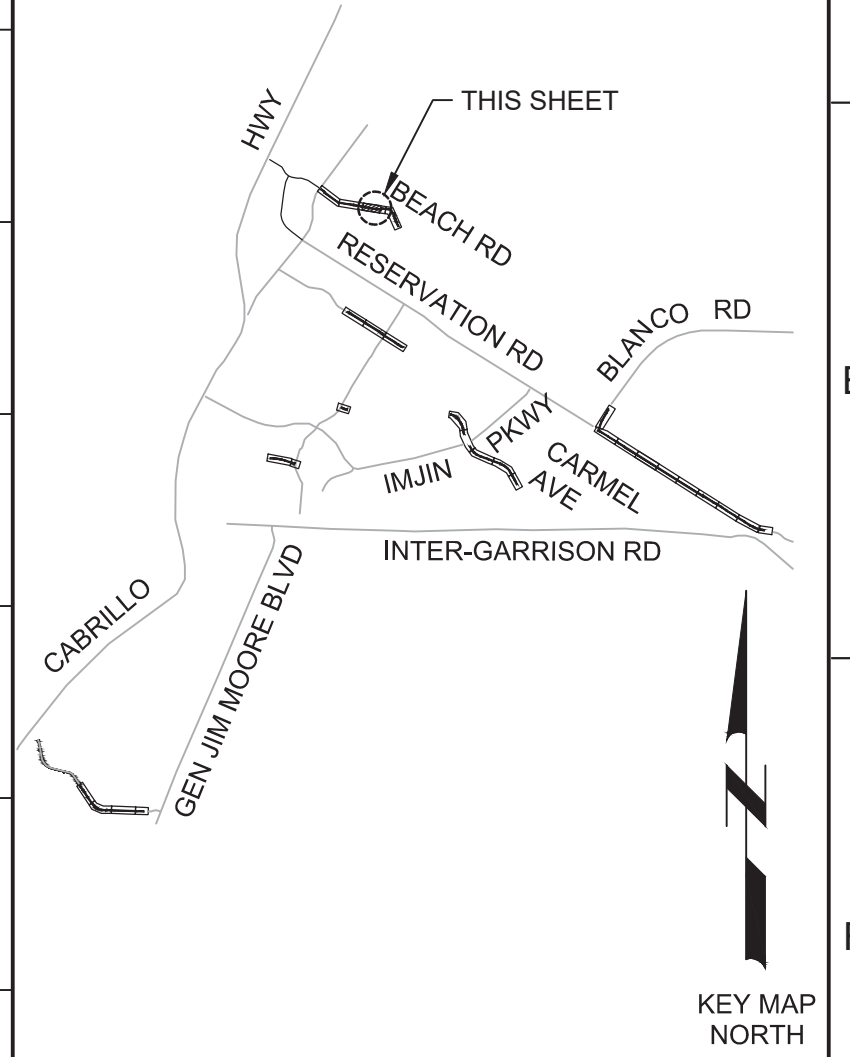 HWY
THIS SHEET
BEACH RD
RESERVATION RD
BLANCO RD
PKWY
CARMEL
AVE
IMJIN
INTER-GARRISON RD
CABRILLO
GEN JIM MOORE BLVD
N
KEY MAP
NORTH